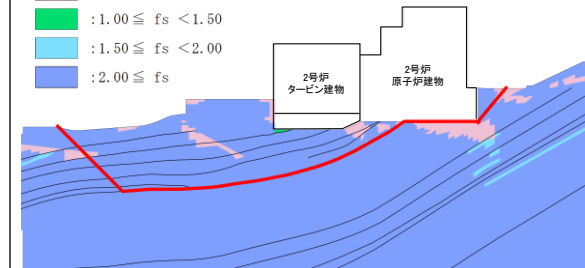 :1.00≦ fs <1.50
:1.50≦ fs <2.00
:2.00≦ fs
2号炉
タービン建物
2号炉
原子炉建物